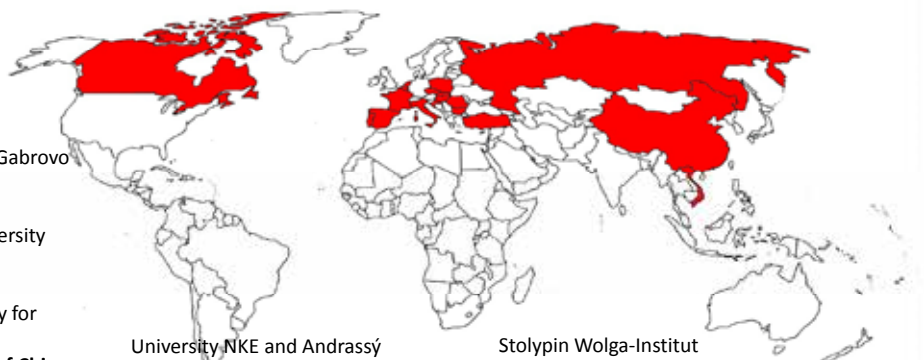 Gabrovo
ersity
y for
University NKE and Andrassý
Stolypin Wolga-Institut